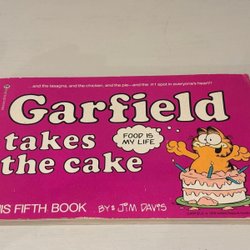 ...and the lasagna, and the chicken, and the pie—and the #1 spot in everyone's heart!!
Garfield
takes
the cake
FOOD IS
MY LIFE
IS FIFTH BOOK
BY: JIM DAVIS